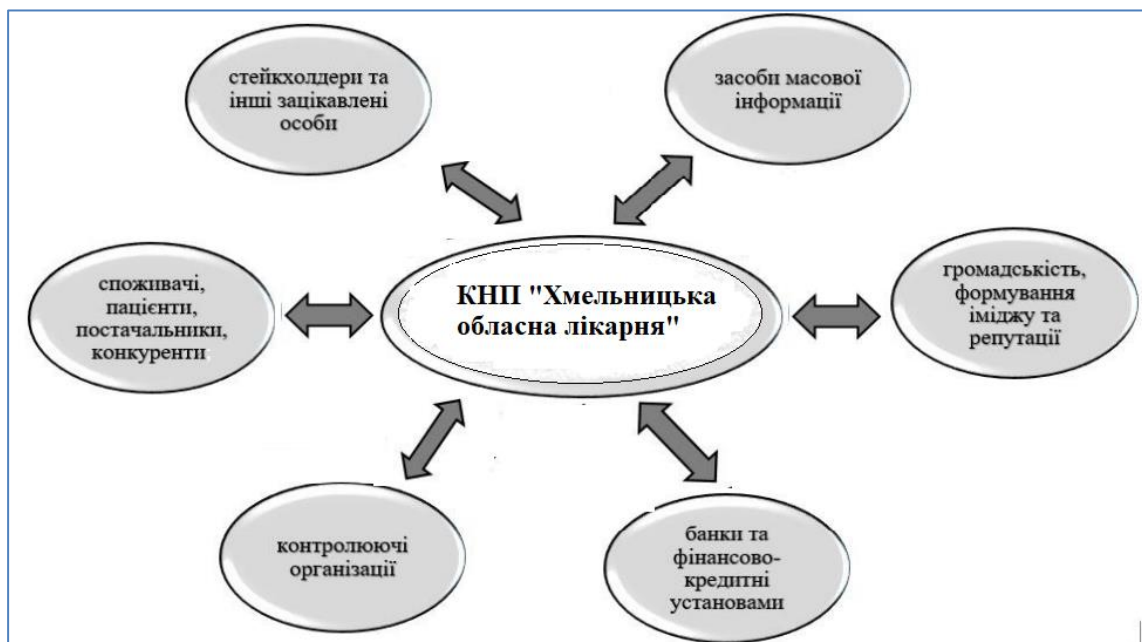 стейкхолдери та
інші зацікавлені
особи
засоби масової
інформації
споживачі,
пацієнти,
постачальники,
конкуренти
КНП "Хмельницька
обласна лікарня"
громадськість,
формування
іміджу та
репутації
контролюючі
організації
банки та
фінансово-
кредитні
установами